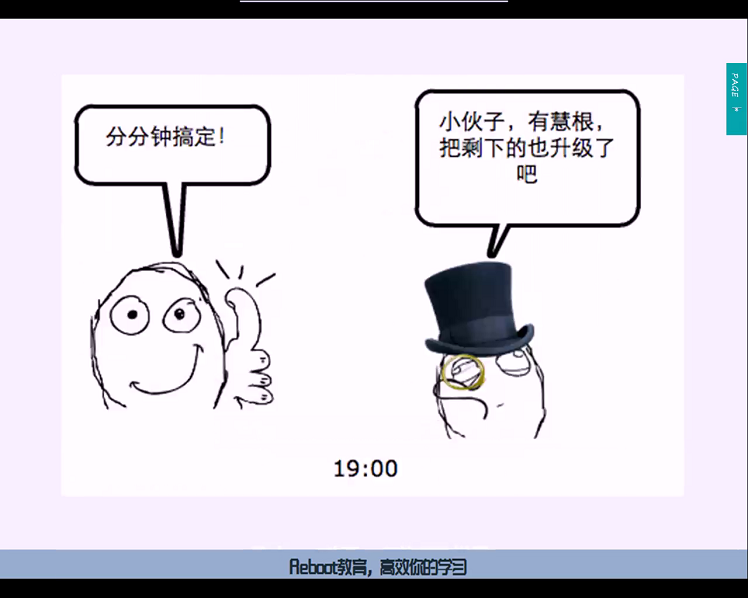 分分钟搞定！
小伙子，有慧根，
把剩下的也升级了
吧
19:00
PAGE
Reboot教育，高效你的学习